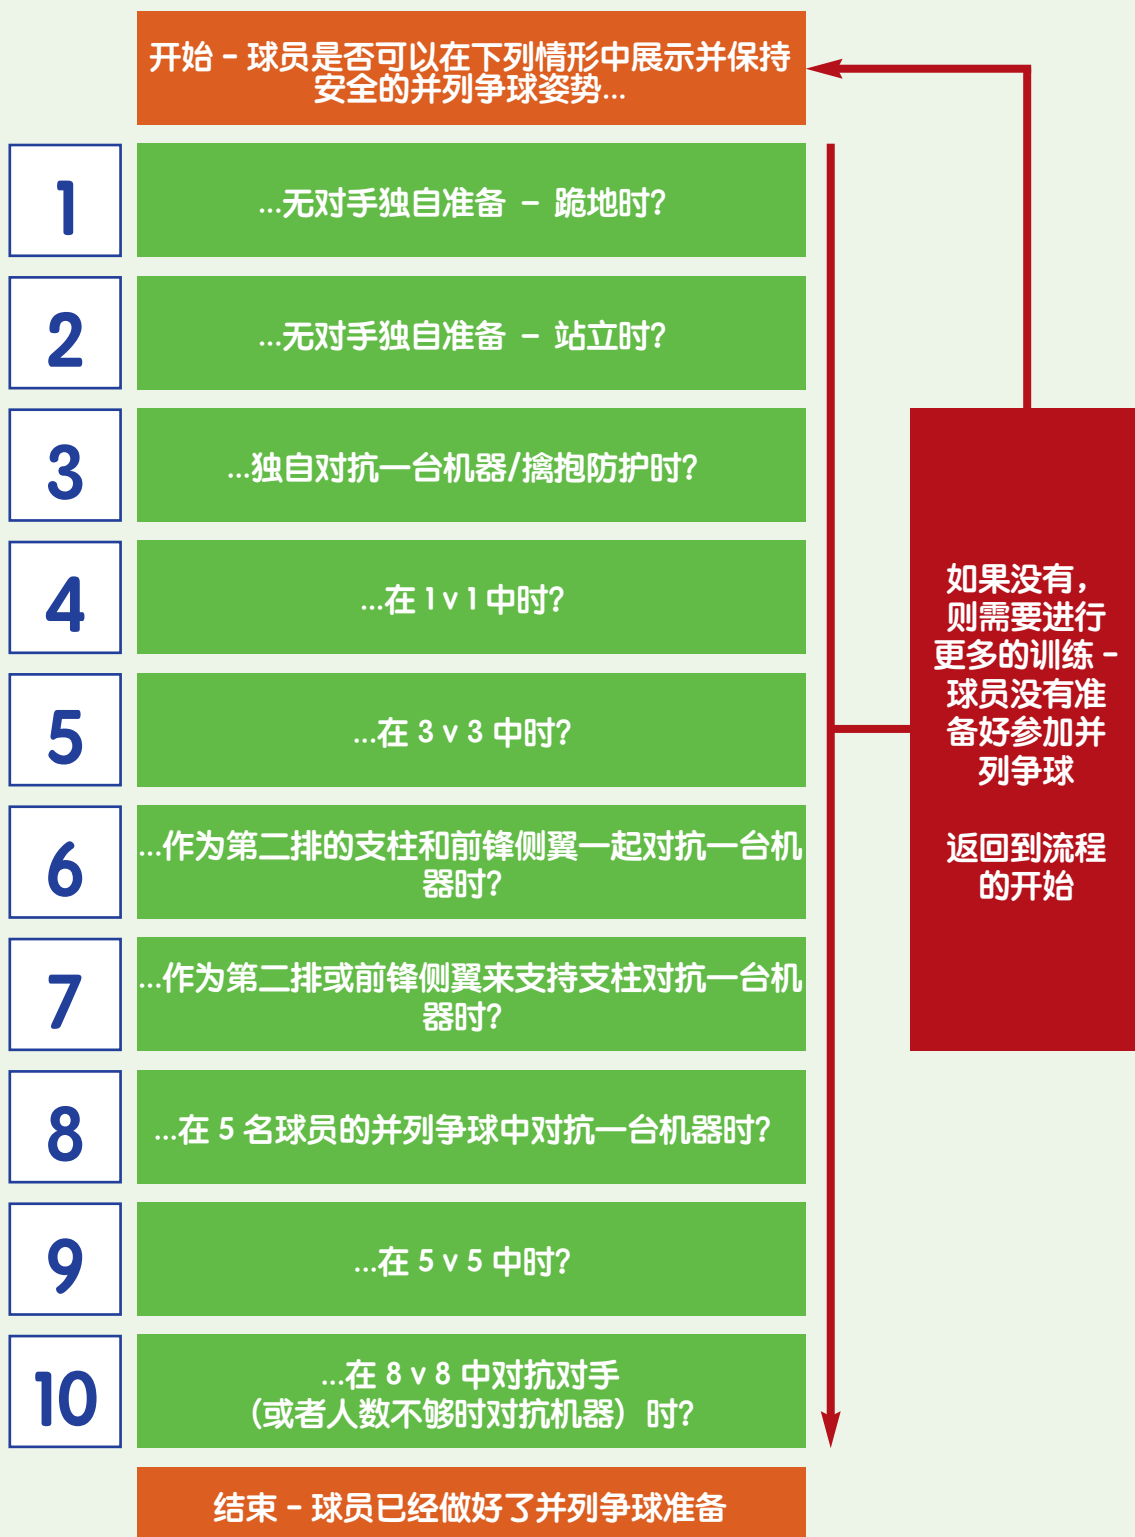 开始 – 球员是否可以在下列情形中展示并保持
安全的并列争球姿势...
1
...无对手独自准备 – 跪地时?
2
...无对手独自准备 – 站立时?
3
...独自对抗一台机器/擒抱防护时?
4
...在 1 v 1 中时?
5
...在 3 v 3 中时?
6
...作为第二排的支柱和前锋侧翼一起对抗一台机
器时?
7
...作为第二排或前锋侧翼来支持支柱对抗一台机
器时?
8
...在 5 名球员的并列争球中对抗一台机器时?
9
...在 5 v 5 中时?
10
...在 8 v 8 中对抗对手
（或者人数不够时对抗机器）时?
结束 – 球员已经做好了并列争球准备
如果没有，
则需要进行
更多的训练 –
球员没有准
备好参加并
列争球
返回到流程
的开始